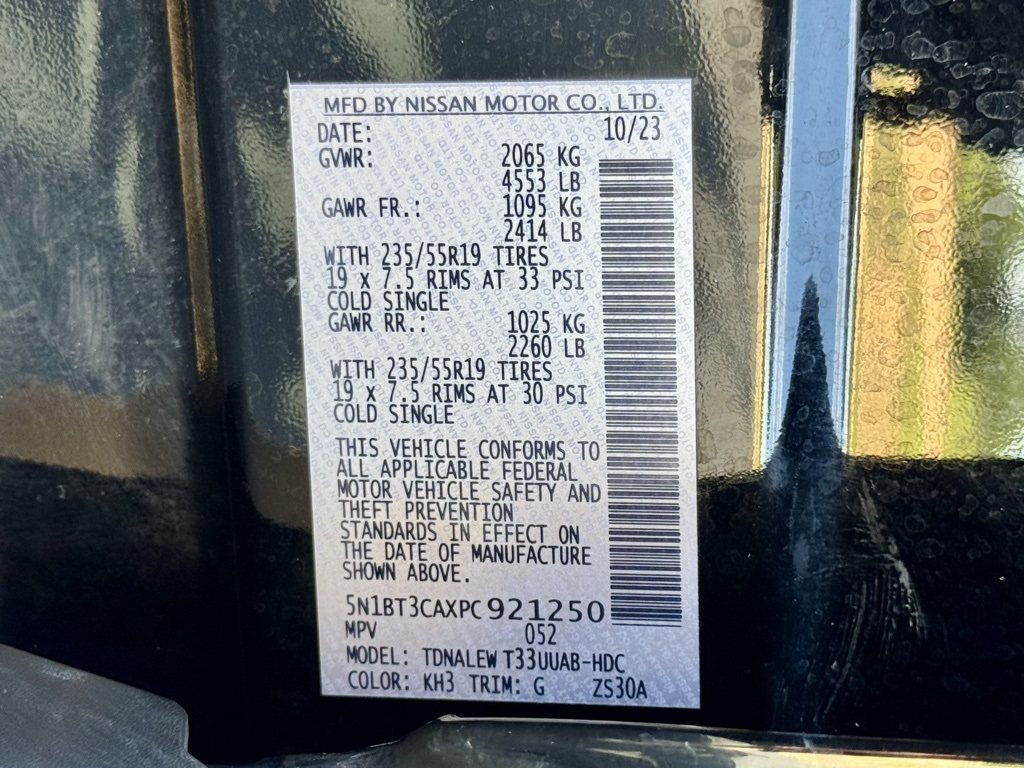 MFD BY NISSAN MOTOR CO., LTD.
DATE: 10/23
GVWR: 2065 KG
4553 LB
GAWR FR.: 1095 KG
2414 LB
WITH 235/55R19 TIRES
19 x 7.5 RIMS AT 33 PSI
COLD SINGLE
GAWR RR.: 1025 KG
2260 LB
WITH 235/55R19 TIRES
19 x 7.5 RIMS AT 30 PSI
COLD SINGLE
THIS VEHICLE CONFORMS TO
ALL APPLICABLE FEDERAL
MOTOR VEHICLE SAFETY AND
THEFT PREVENTION
STANDARDS IN EFFECT ON
THE DATE OF MANUFACTURE
SHOWN ABOVE.
5N1BT3CAXPC921250
MPV 052
MODEL: TDNALEW T33UUAB-HDC
COLOR: KH3 TRIM: G ZS30A